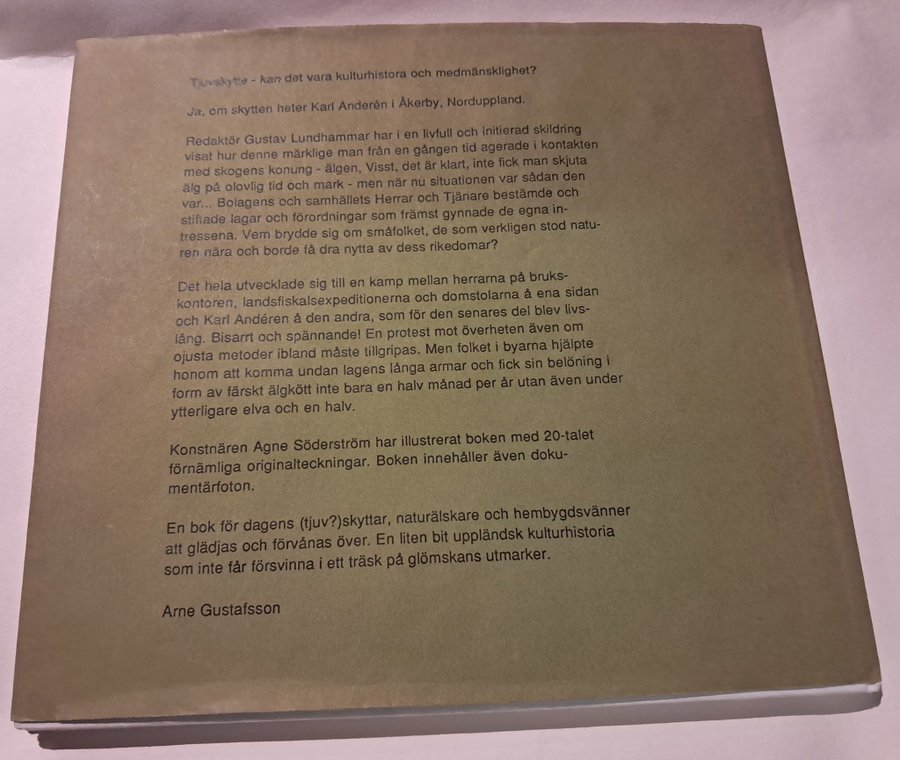 Tjuvskytte - kan det vara kulturhistora och medmänsklighet?
Ja, om skytten heter Karl Anderén i Åkerby, Norduppland.
Redaktör Gustav Lundhammar har i en livfull och initierad skildring
visat hur denne märklige man från en gången tid agerade i kontakten
med skogens konung - älgen, Visst, det är klart, inte fick man skjuta
älg på olovlig tid och mark - men när nu situationen var sådan den
var... Bolagens och samhällets Herrar och Tjänare bestämde och
stiftade lagar och förordningar som främst gynnade de egna in-
tressena. Vem brydde sig om småfolket, de som verkligen stod natu-
ren nära och borde få dra nytta av dess rikedomar?
Det hela utvecklade sig till en kamp mellan herrarna på bruks-
kontoren, landsfiskalsexpeditionerna och domstolarna å ena sidan
och Karl Andéren å den andra, som för den senares del blev livs-
lång. Bisarrt och spännande! En protest mot överheten även om
ojusta metoder ibland måste tillgripas. Men folket i byarna hjälpte
honom att komma undan lagens långa armar och fick sin belöning i
form av färskt älgkött inte bara en halv månad per år utan även under
ytterligare elva och en halv.
Konstnären Agne Söderström har illustrerat boken med 20-talet
förnämliga originalteckningar. Boken innehåller även doku-
mentärfoton.
En bok för dagens (tjuv?)skyttar, naturälskare och hembygdsvänner
att glädjas och förvånas över. En liten bit uppländsk kulturhistoria
som inte får försvinna i ett träsk på glömskans utmarker.
Arne Gustafsson